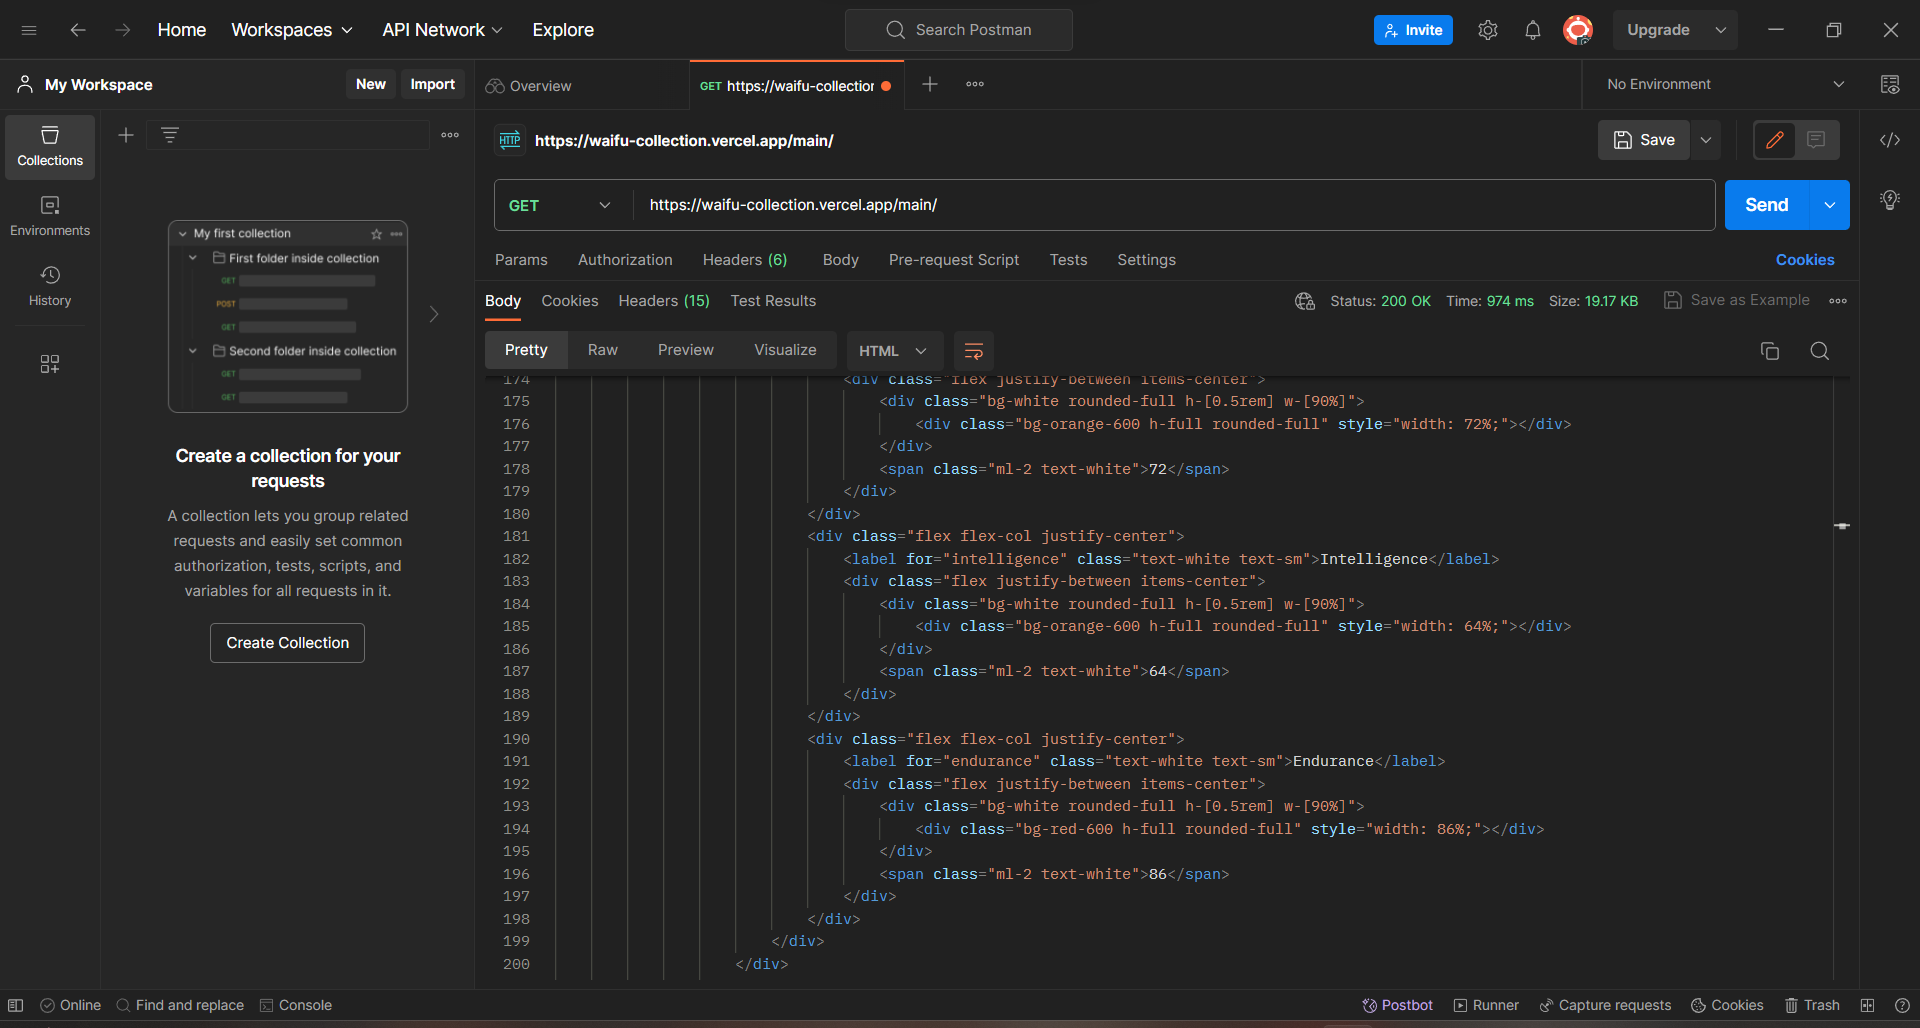 Home Workspaces API Network Explore Search Postman Invite Upgrade
My Workspace New Import Overview GET https://waifu-collection No Environment
HTTP https://waifu-collection.vercel.app/main/ Save
GET https://waifu-collection.vercel.app/main/ Send
Params Authorization Headers (6) Body Pre-request Script Tests Settings Cookies
Body Cookies Headers (15) Test Results Status: 200 OK Time: 974 ms Size: 19.17 KB Save as Example
Pretty Raw Preview Visualize HTML
Collections
Environments
History
My first collection
First folder inside collection
GET
POST
GET
Second folder inside collection
GET
GET
Create a collection for your
requests
A collection lets you group related
requests and easily set common
authorization, tests, scripts, and
variables for all requests in it.
Create Collection
174 <div class="flex justify-between items-center">
175 <div class="bg-white rounded-full h-[0.5rem] w-[90%]">
176 <div class="bg-orange-600 h-full rounded-full" style="width: 72%;"></div>
177 </div>
178 <span class="ml-2 text-white">72</span>
179 </div>
180 </div>
181 <div class="flex flex-col justify-center">
182 <label for="intelligence" class="text-white text-sm">Intelligence</label>
183 <div class="flex justify-between items-center">
184 <div class="bg-white rounded-full h-[0.5rem] w-[90%]">
185 <div class="bg-orange-600 h-full rounded-full" style="width: 64%;"></div>
186 </div>
187 <span class="ml-2 text-white">64</span>
188 </div>
189 </div>
190 <div class="flex flex-col justify-center">
191 <label for="endurance" class="text-white text-sm">Endurance</label>
192 <div class="flex justify-between items-center">
193 <div class="bg-white rounded-full h-[0.5rem] w-[90%]">
194 <div class="bg-red-600 h-full rounded-full" style="width: 86%;"></div>
195 </div>
196 <span class="ml-2 text-white">86</span>
197 </div>
198 </div>
199 </div>
200 </div>
Online Find and replace Console Postbot Runner Capture requests Cookies Trash